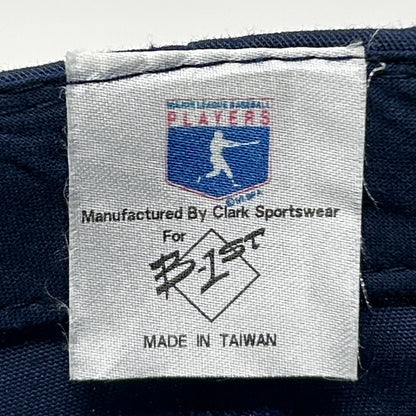 MAJOR LEAGUE BASEBALL
PLAYERS
Manufactured By Clark Sportswear
For
B-1ST
MADE IN TAIWAN